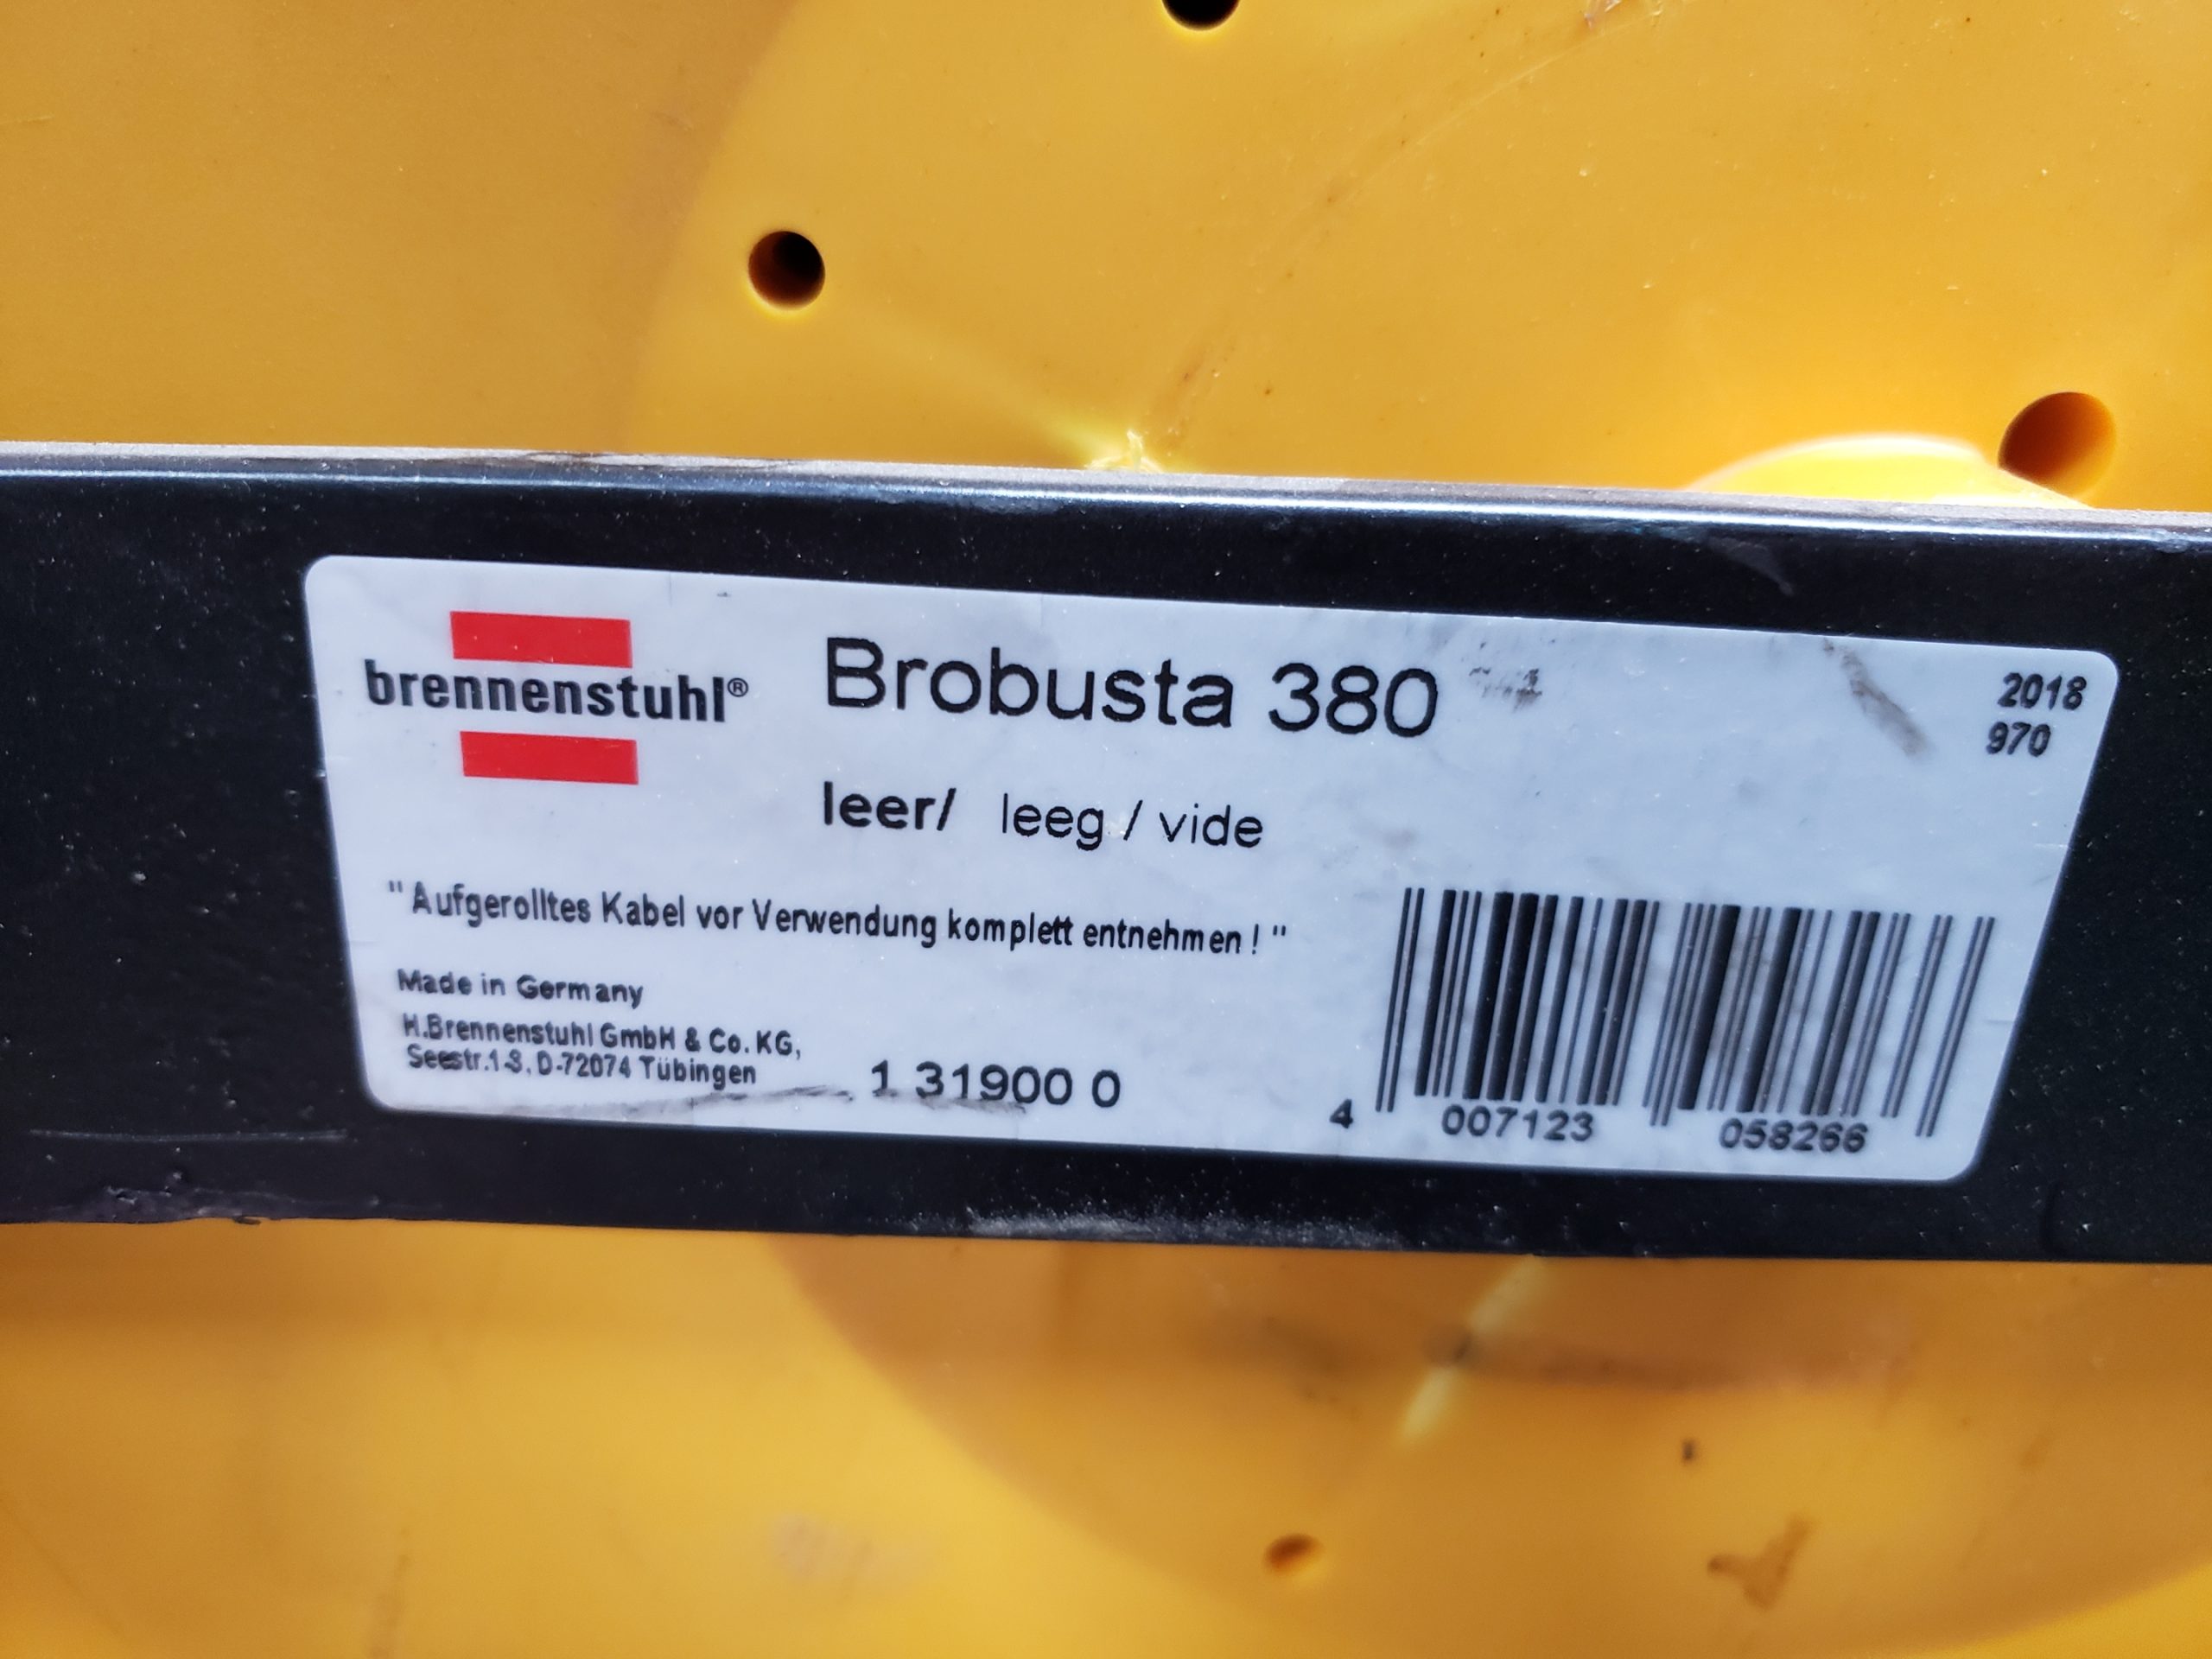 brennenstuhl®
Brobusta 380
2018
970
leer/ leeg / vide
"Aufgerolltes Kabel vor Verwendung komplett entnehmen ! "
Made in Germany
H.Brennenstuhl GmbH & Co. KG,
Seestr.1-3, D-72074 Tübingen
1 31900 0
4 007123 058266